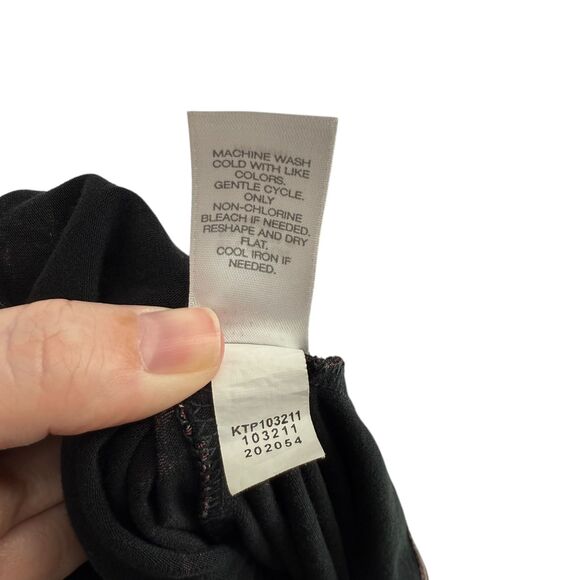 MACHINE WASH
COLD WITH LIKE
COLORS.
GENTLE CYCLE.
ONLY
NON-CHLORINE
BLEACH IF NEEDED.
RESHAPE AND DRY
FLAT.
COOL IRON IF
NEEDED.
KTP103211
103211
202054